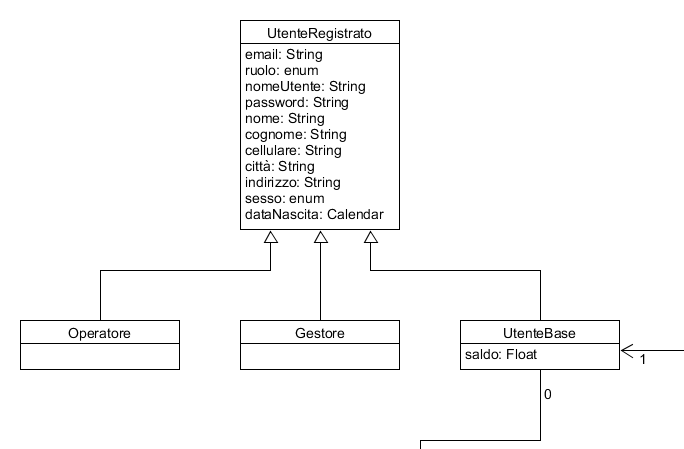 UtenteRegistrato
email: String
ruolo: enum
nomeUtente: String
password: String
nome: String
cognome: String
cellulare: String
città: String
indirizzo: String
sesso: enum
dataNascita: Calendar
Operatore
Gestore
UtenteBase
saldo: Float
1
0